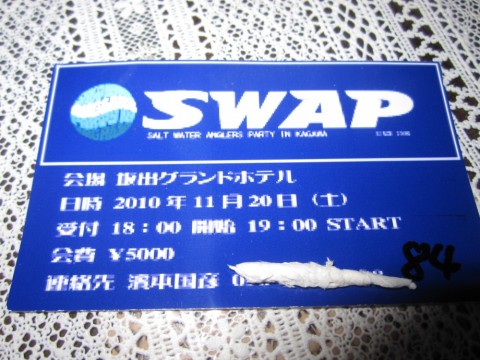 SWAP
SALT WATER ANGLERS PARTY IN KAGAWA
会場 坂出グランドホテル
日時 2010年11月20日（土）
受付 18：00 開始 19：00 START
会費 ¥5000
連絡先 濱本国彦 0
84